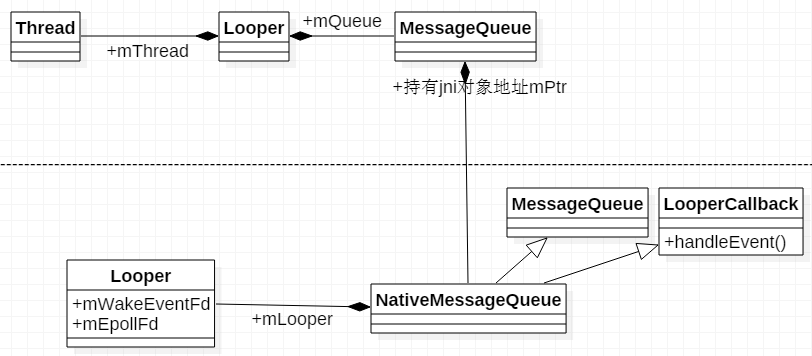 Thread
Looper
MessageQueue
+mThread
+mQueue
+持有jni对象地址mPtr
MessageQueue
LooperCallback
+handleEvent()
Looper
+mWakeEventFd
+mEpollFd
+mLooper
NativeMessageQueue